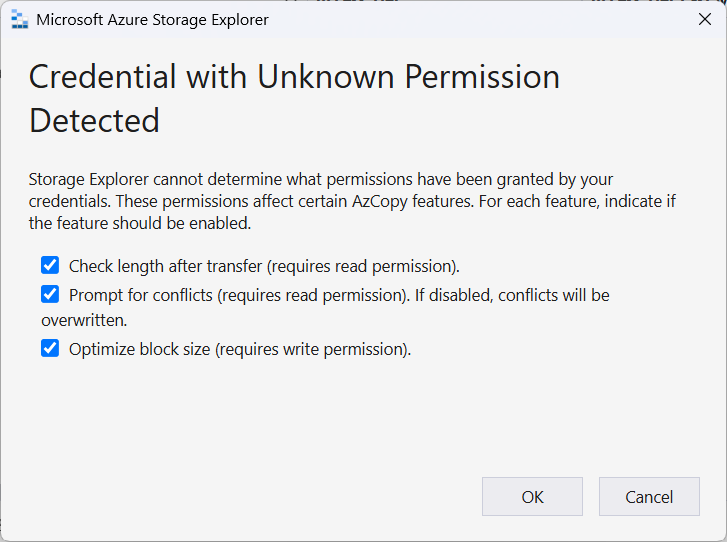 Microsoft Azure Storage Explorer
Credential with Unknown Permission
Detected
Storage Explorer cannot determine what permissions have been granted by your
credentials. These permissions affect certain AzCopy features. For each feature, indicate if
the feature should be enabled.
Check length after transfer (requires read permission).
Prompt for conflicts (requires read permission). If disabled, conflicts will be
overwritten.
Optimize block size (requires write permission).
OK
Cancel